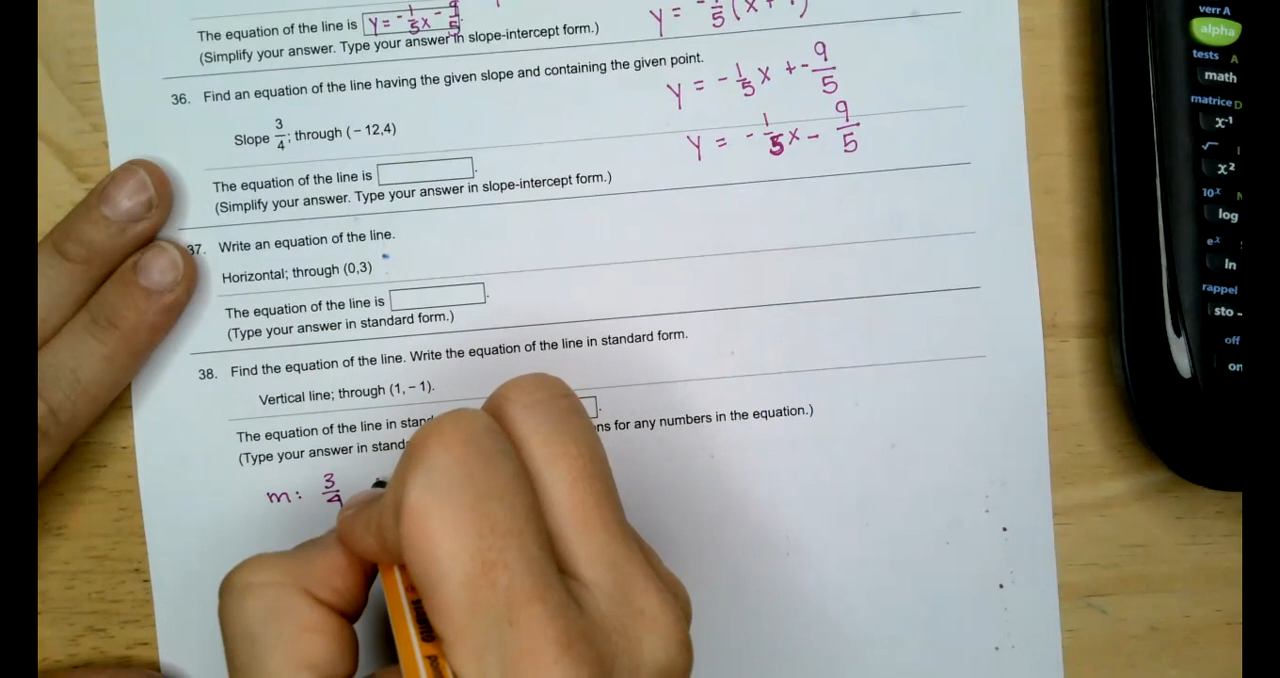 The equation of the line is y = -1/5x - 9/5.
(Simplify your answer. Type your answer in slope-intercept form.)
y = -1/5(x +
36. Find an equation of the line having the given slope and containing the given point.
y = -1/5x + -9/5
Slope 3/4; through (-12,4)
y = -1/5x - 9/5
The equation of the line is .
(Simplify your answer. Type your answer in slope-intercept form.)
37. Write an equation of the line.
Horizontal; through (0,3)
The equation of the line is .
(Type your answer in standard form.)
38. Find the equation of the line. Write the equation of the line in standard form.
Vertical line; through (1, -1).
The equation of the line in .
(Type your answer in for any numbers in the equation.)
m: 3/4
verr A
alpha
tests A
math
matrice D
x-1
√
x2
10x N
log
ex
ln
rappel
sto
off
on